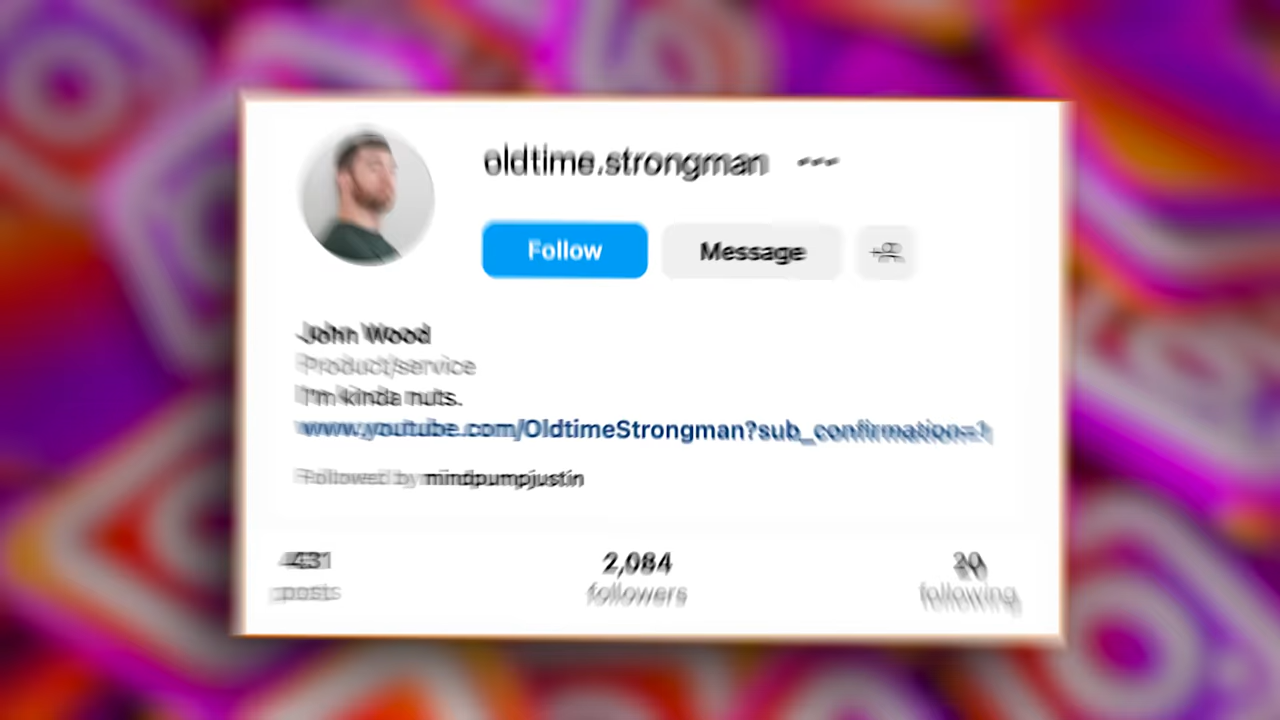 oldtime.strongman
Follow Message
John Wood
Product/service
I'm kinda nuts.
www.youtube.com/OldtimeStrongman?sub_confirmation=1
Followed by mindpumpjustin
431 2,084
posts followers following